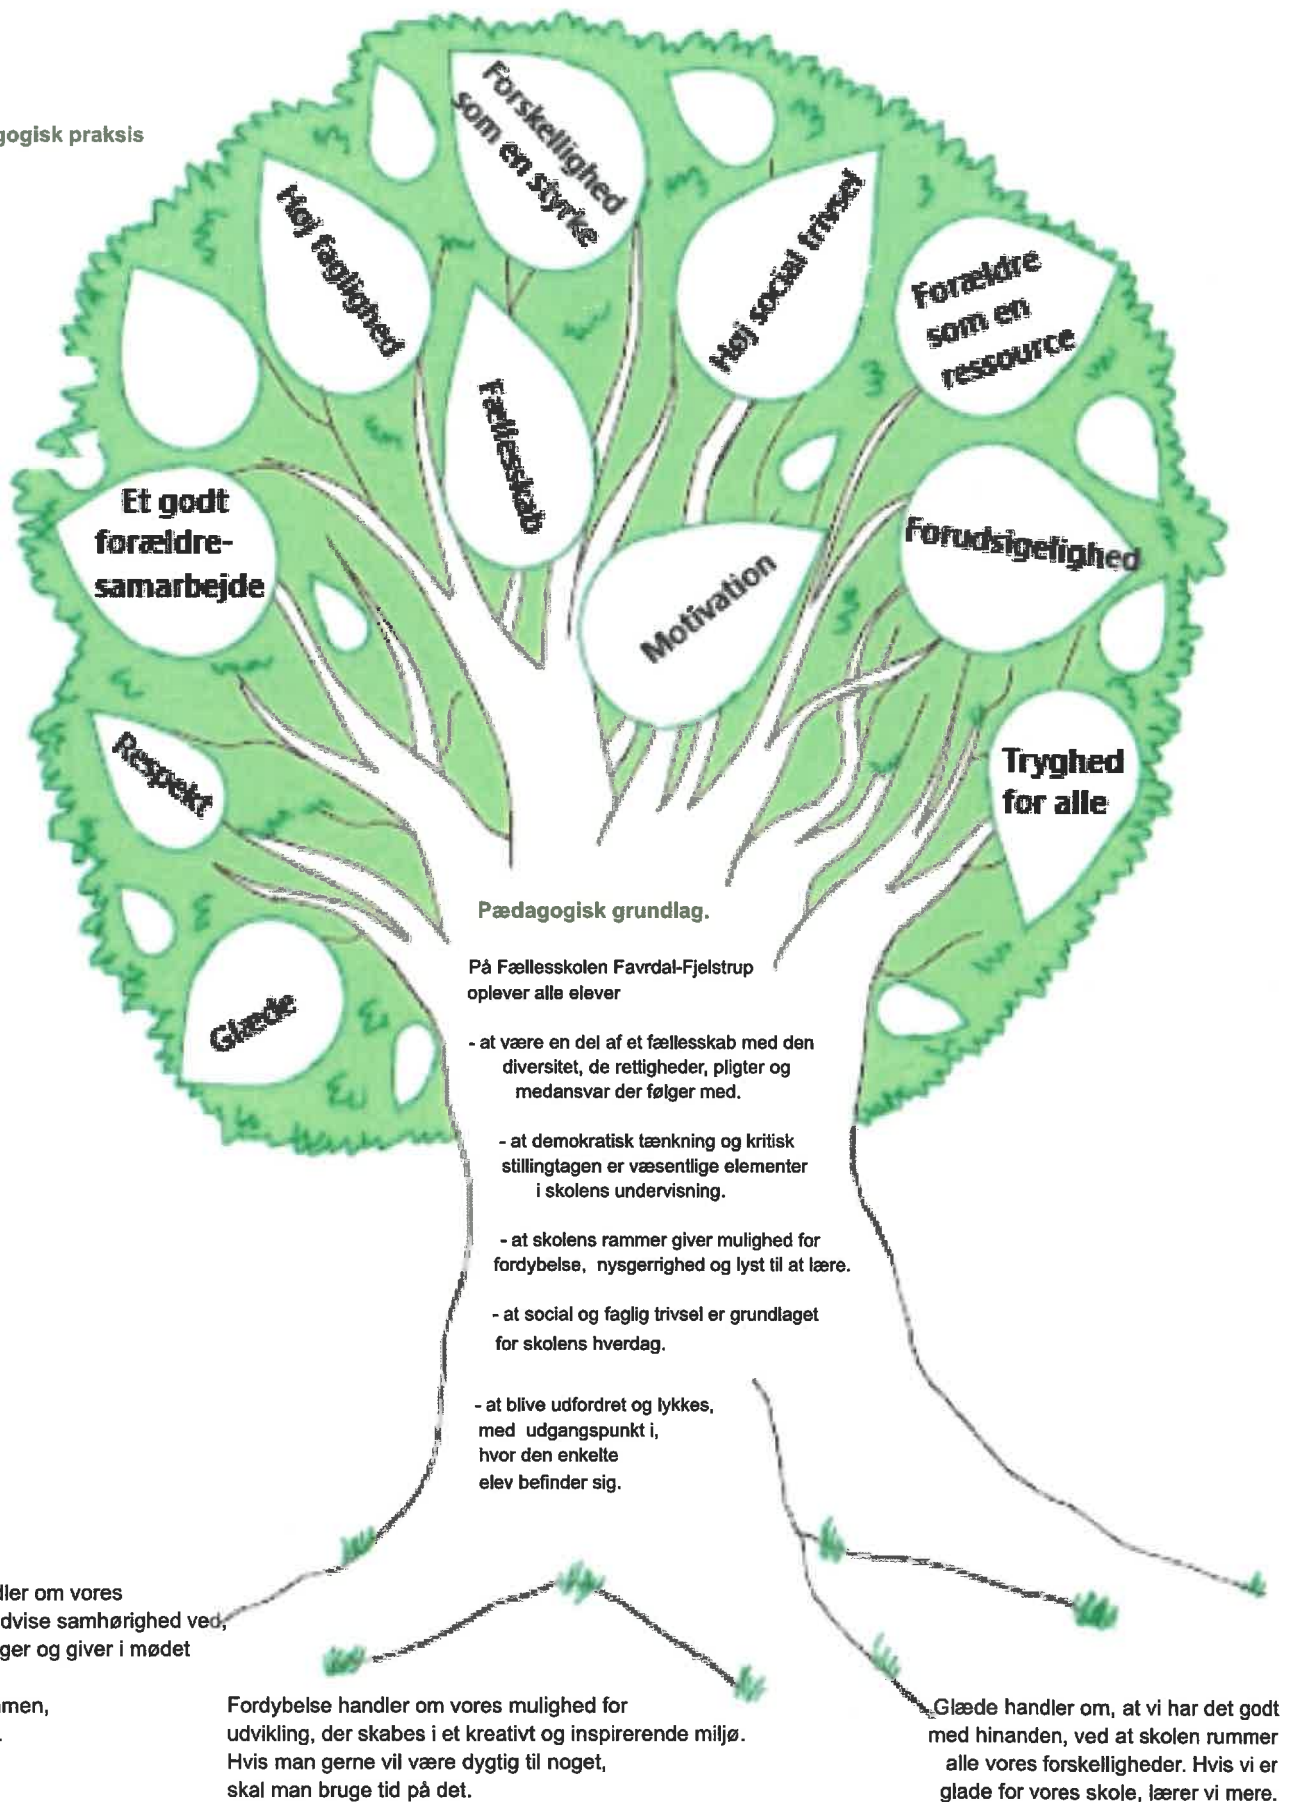 praksis
Forskellighed
som en styrke
Høj faglighed
Høj social trivsel
Forældre
som en
ressource
Fællesskab
Et godt
forældre-
samarbejde
Forudsigelighed
Motivation
Respekt
Tryghed
for alle
Glæde
Pædagogisk grundlag.
På Fællesskolen Favrdal-Fjelstrup
oplever alle elever
- at være en del af et fællesskab med den
diversitet, de rettigheder, pligter og
medansvar der følger med.
- at demokratisk tænkning og kritisk
stillingtagen er væsentlige elementer
i skolens undervisning.
- at skolens rammer giver mulighed for
fordybelse, nysgerrighed og lyst til at lære.
- at social og faglig trivsel er grundlaget
for skolens hverdag.
- at blive udfordret og lykkes,
med udgangspunkt i,
hvor den enkelte
elev befinder sig.
om vores
samhørighed ved,
og giver i mødet
Fordybelse handler om vores mulighed for
udvikling, der skabes i et kreativt og inspirerende miljø.
Hvis man gerne vil være dygtig til noget,
skal man bruge tid på det.
Glæde handler om, at vi har det godt
med hinanden, ved at skolen rummer
alle vores forskelligheder. Hvis vi er
glade for vores skole, lærer vi mere.